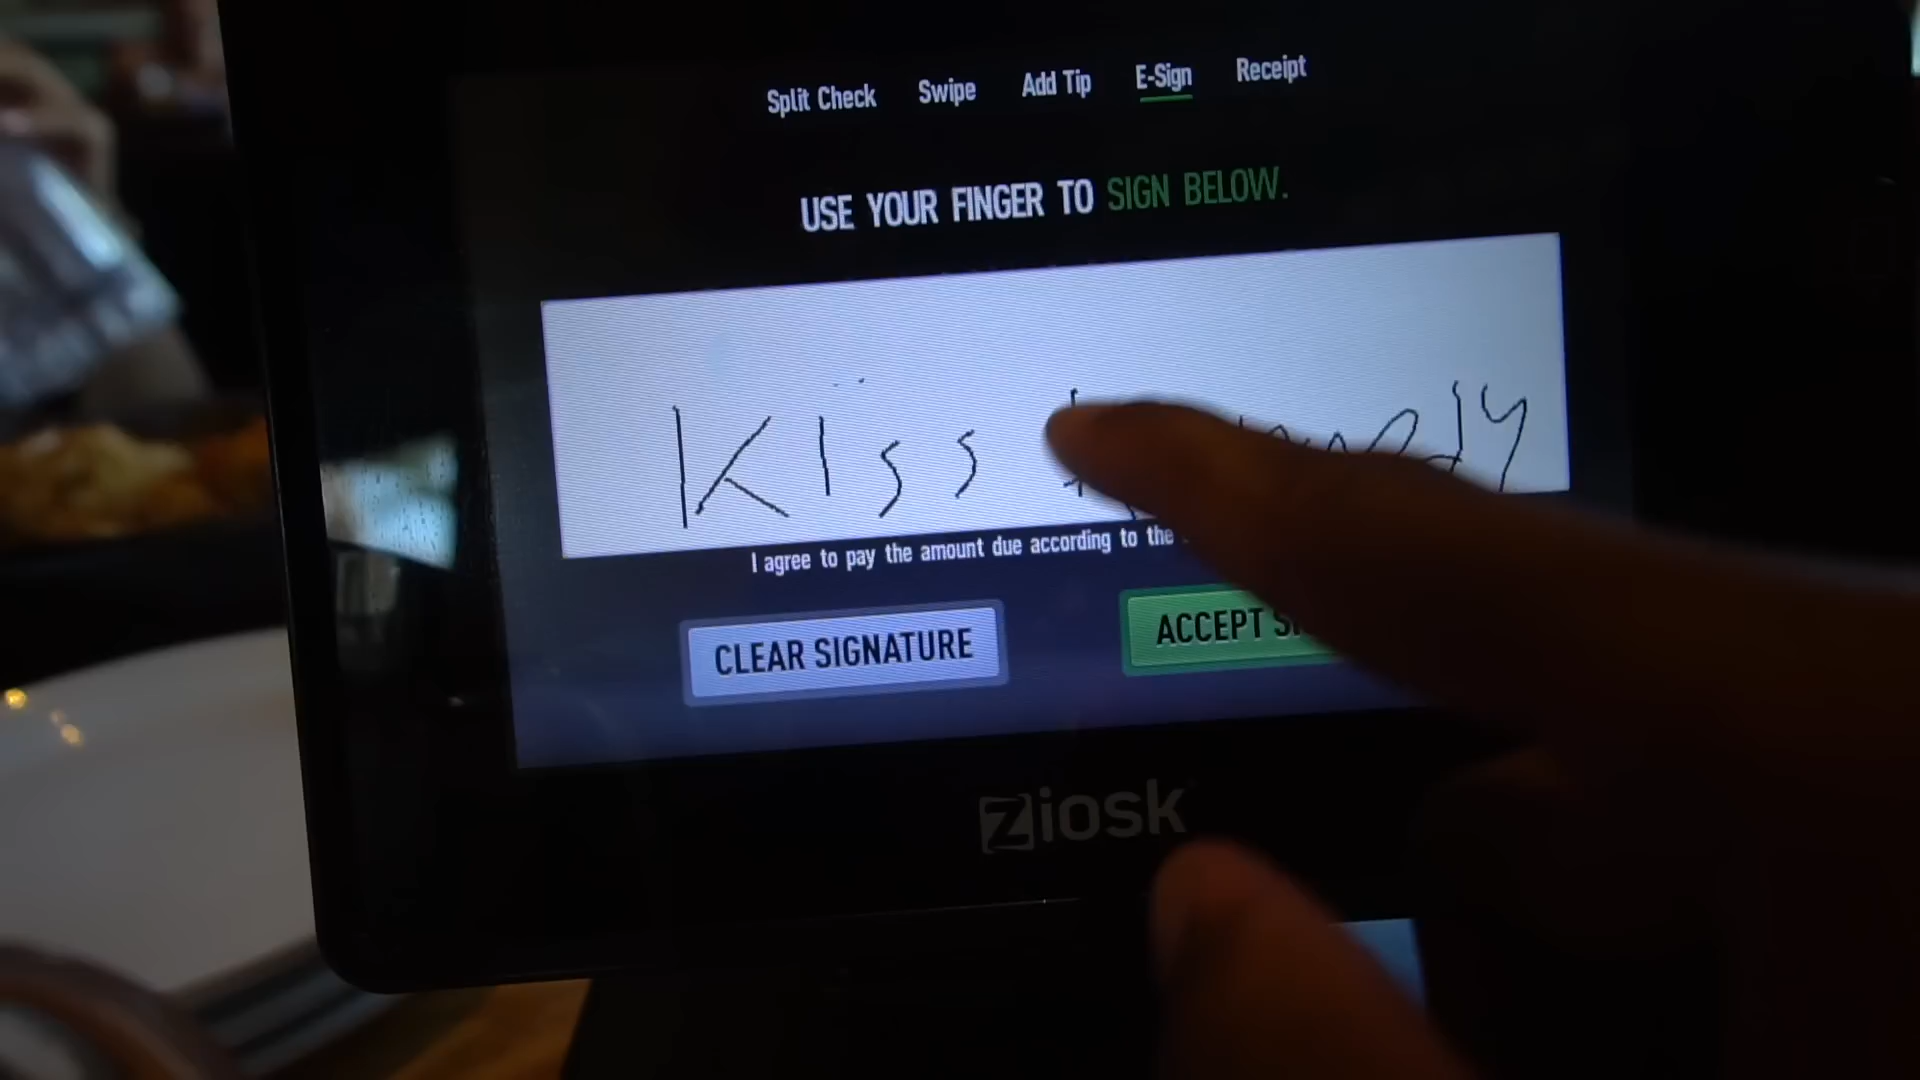 Split Check Swipe Add Tip E-Sign Receipt
USE YOUR FINGER TO SIGN BELOW.
Kiss
I agree to pay the amount due according to the
CLEAR SIGNATURE
ACCEPT
ziosk